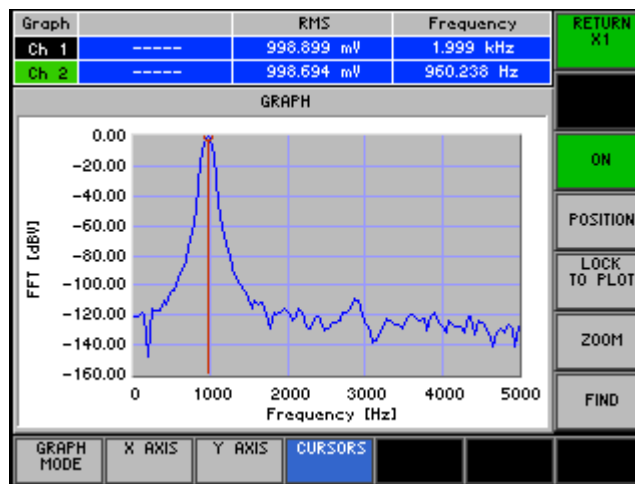 Graph RMS Frequency
Ch 1 ----- 998.899 mV 1.999 kHz
Ch 2 ----- 998.694 mV 960.238 Hz
RETURN
X1
GRAPH
ON
POSITION
LOCK
TO PLOT
ZOOM
FIND
FFT [dBV]
0.00
-20.00
-40.00
-60.00
-80.00
-100.00
-120.00
-140.00
-160.00
0 1000 2000 3000 4000 5000
Frequency [Hz]
GRAPH
MODE
X AXIS
Y AXIS
CURSORS